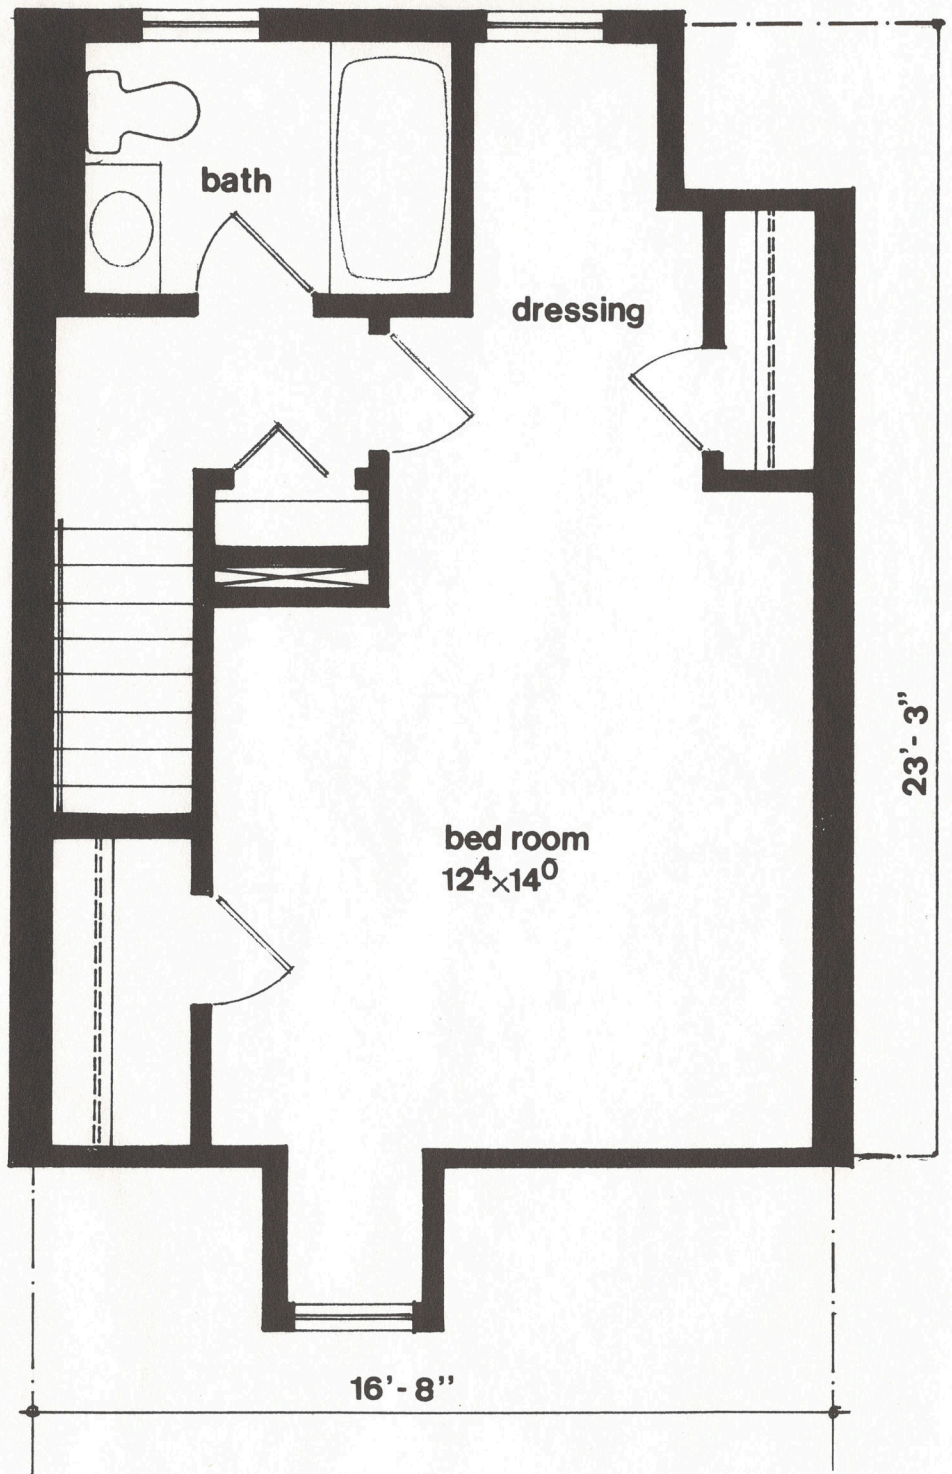 bath
dressing
23'- 3"
bed room
12⁴×14⁰
16'- 8"